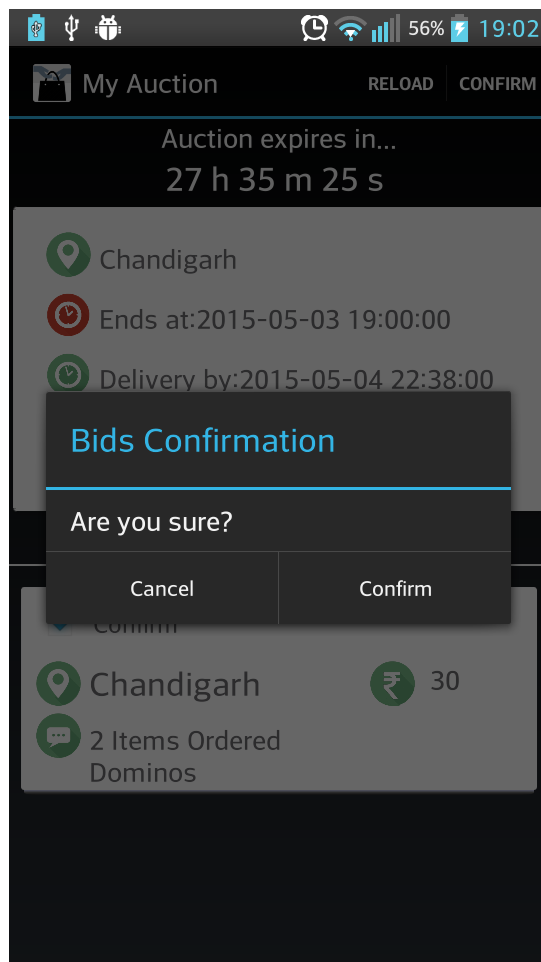 56% 19:02
My Auction RELOAD CONFIRM
Auction expires in...
27 h 35 m 25 s
Chandigarh
Ends at:2015-05-03 19:00:00
Delivery by:2015-05-04 22:38:00
Bids Confirmation
Are you sure?
Cancel Confirm
Confirm
Chandigarh ₹ 30
2 Items Ordered
Dominos